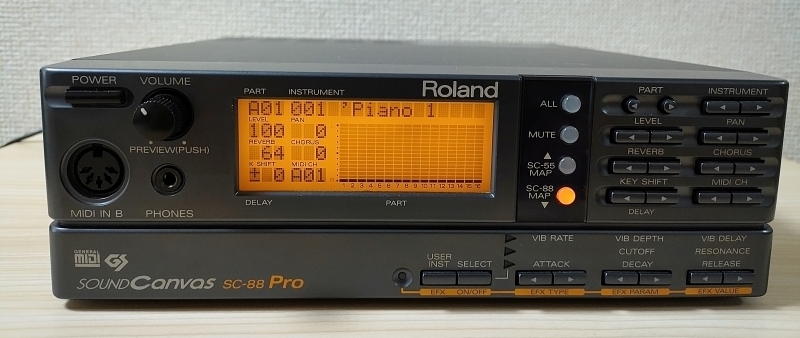 POWER VOLUME
PREVIEW(PUSH)
MIDI IN B PHONES
PART INSTRUMENT Roland
A01 001 'Piano 1
LEVEL PAN
100 0
REVERB CHORUS
64 0
K SHIFT MIDI CH
± 0 A01
1 2 3 4 5 6 7 8 9 10 11 12 13 14 15 16
DELAY PART
ALL
MUTE
SC-55
MAP
SC-88
MAP
PART INSTRUMENT
LEVEL PAN
REVERB CHORUS
KEY SHIFT MIDI CH
DELAY
GENERAL
MIDI GS
SOUND Canvas SC-88 Pro
USER
INST SELECT
EFX ON/OFF
VIB RATE VIB DEPTH VIB DELAY
CUTOFF RESONANCE
ATTACK DECAY RELEASE
EFX TYPE EFX PARAM EFX VALUE